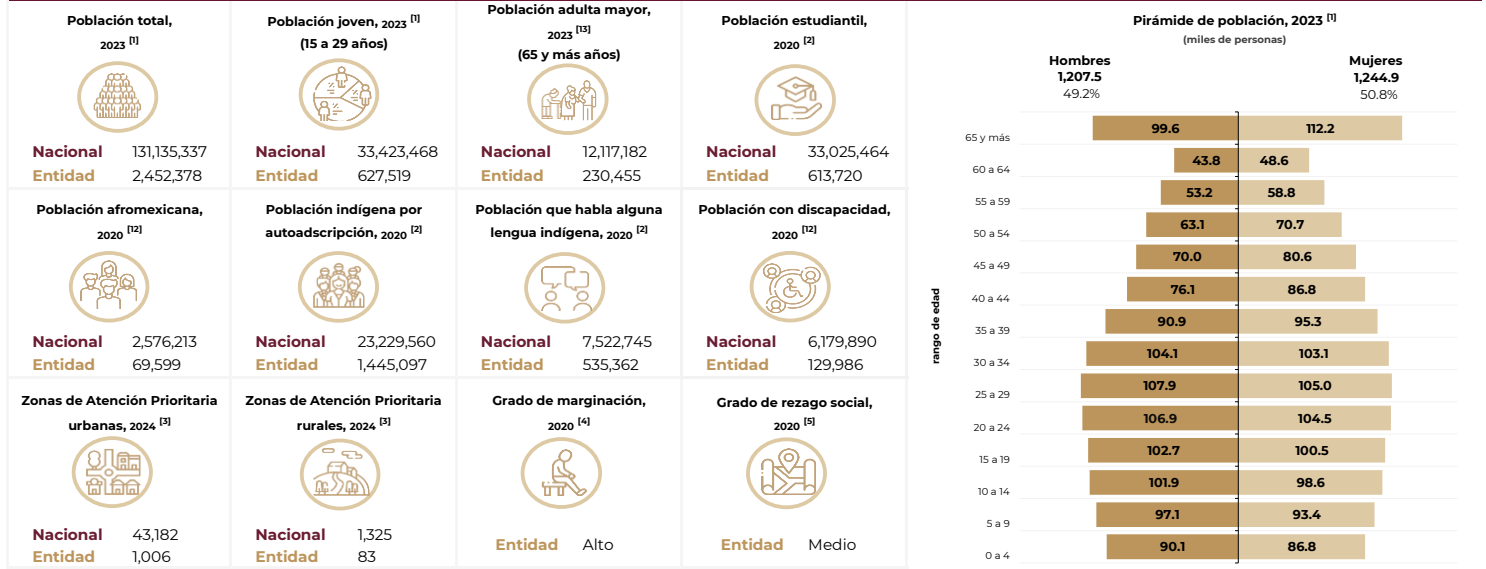 Población total,
2023 [1]
Nacional 131,135,337
Entidad 2,452,378
Población joven, 2023 [1]
(15 a 29 años)
Nacional 33,423,468
Entidad 627,519
Población adulta mayor,
2023 [13]
(65 y más años)
Nacional 12,117,182
Entidad 230,455
Población estudiantil,
2020 [2]
Nacional 33,025,464
Entidad 613,720
Población afromexicana,
2020 [12]
Nacional 2,576,213
Entidad 69,599
Población indígena por
autoadscripción, 2020 [2]
Nacional 23,229,560
Entidad 1,445,097
Población que habla alguna
lengua indígena, 2020 [2]
Nacional 7,522,745
Entidad 535,362
Población con discapacidad,
2020 [12]
Nacional 6,179,890
Entidad 129,986
Zonas de Atención Prioritaria
urbanas, 2024 [3]
Nacional 43,182
Entidad 1,006
Zonas de Atención Prioritaria
rurales, 2024 [3]
Nacional 1,325
Entidad 83
Grado de marginación,
2020 [4]
Entidad Alto
Grado de rezago social,
2020 [5]
Entidad Medio
Pirámide de población, 2023 [1]
(miles de personas)
Hombres
1,207.5
49.2%
Mujeres
1,244.9
50.8%
rango de edad
65 y más 99.6 112.2
60 a 64 43.8 48.6
55 a 59 53.2 58.8
50 a 54 63.1 70.7
45 a 49 70.0 80.6
40 a 44 76.1 86.8
35 a 39 90.9 95.3
30 a 34 104.1 103.1
25 a 29 107.9 105.0
20 a 24 106.9 104.5
15 a 19 102.7 100.5
10 a 14 101.9 98.6
5 a 9 97.1 93.4
0 a 4 90.1 86.8